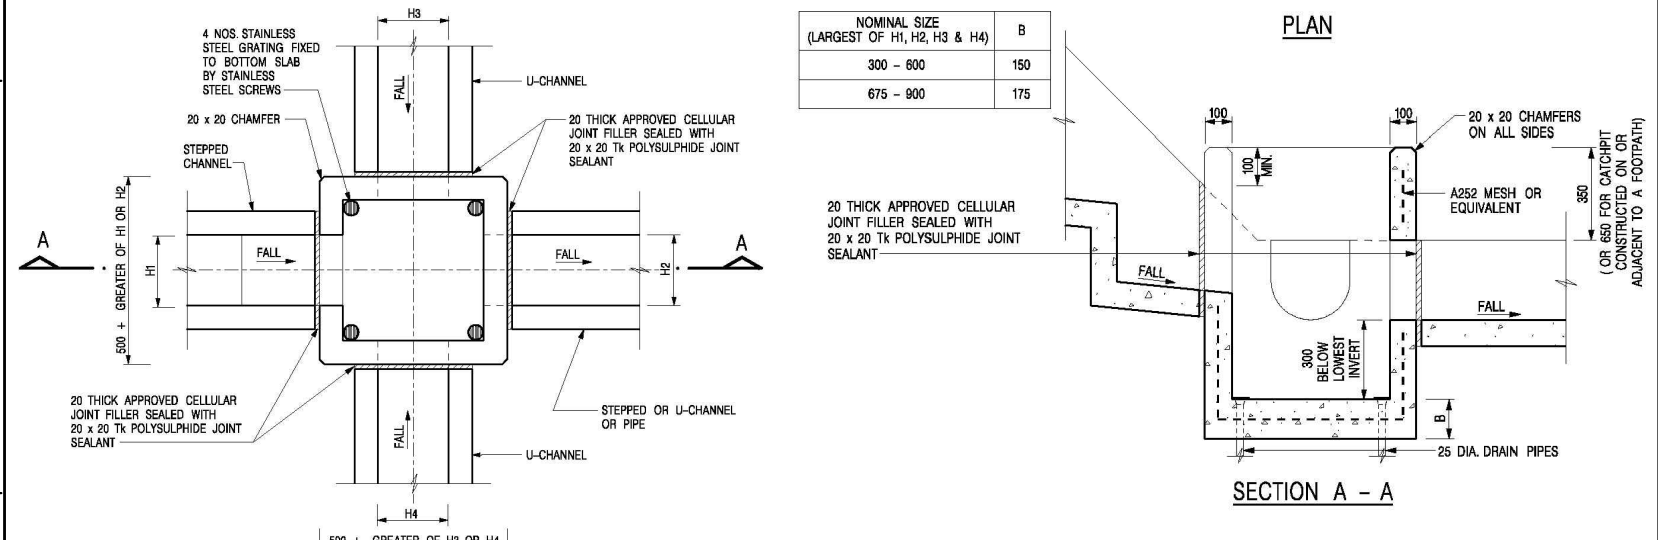 H3
4 NOS. STAINLESS
STEEL GRATING FIXED
TO BOTTOM SLAB
BY STAINLESS
STEEL SCREWS
FALL
U-CHANNEL
20 x 20 CHAMFER
20 THICK APPROVED CELLULAR
JOINT FILLER SEALED WITH
20 x 20 Tk POLYSULPHIDE JOINT
SEALANT
STEPPED
CHANNEL
500 + GREATER OF H1 OR H2
A
H1
FALL
FALL
H2
A
20 THICK APPROVED CELLULAR
JOINT FILLER SEALED WITH
20 x 20 Tk POLYSULPHIDE JOINT
SEALANT
STEPPED OR U-CHANNEL
OR PIPE
FALL
U-CHANNEL
H4
500 + GREATER OF H3 OR H4
NOMINAL SIZE
(LARGEST OF H1, H2, H3 & H4)
B
300 - 600
150
675 - 900
175
PLAN
100
100
20 x 20 CHAMFERS
ON ALL SIDES
100
MIN.
A252 MESH OR
EQUIVALENT
350
(OR 650 FOR CATCHPIT
CONSTRUCTED ON OR
ADJACENT TO A FOOTPATH)
20 THICK APPROVED CELLULAR
JOINT FILLER SEALED WITH
20 x 20 Tk POLYSULPHIDE JOINT
SEALANT
FALL
FALL
300
BELOW
LOWEST
INVERT
B
25 DIA. DRAIN PIPES
SECTION A - A